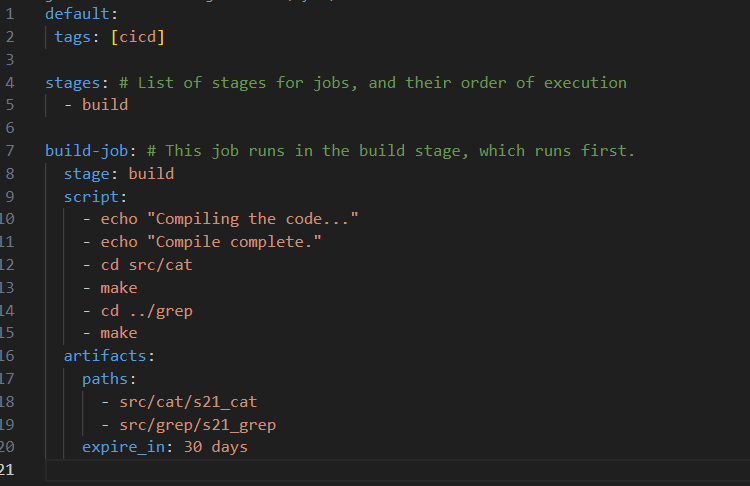 1 default:
2 tags: [cicd]
3
4 stages: # List of stages for jobs, and their order of execution
5 - build
6
7 build-job: # This job runs in the build stage, which runs first.
8 stage: build
9 script:
10 - echo "Compiling the code..."
11 - echo "Compile complete."
12 - cd src/cat
13 - make
14 - cd ../grep
15 - make
16 artifacts:
17 paths:
18 - src/cat/s21_cat
19 - src/grep/s21_grep
20 expire_in: 30 days
21